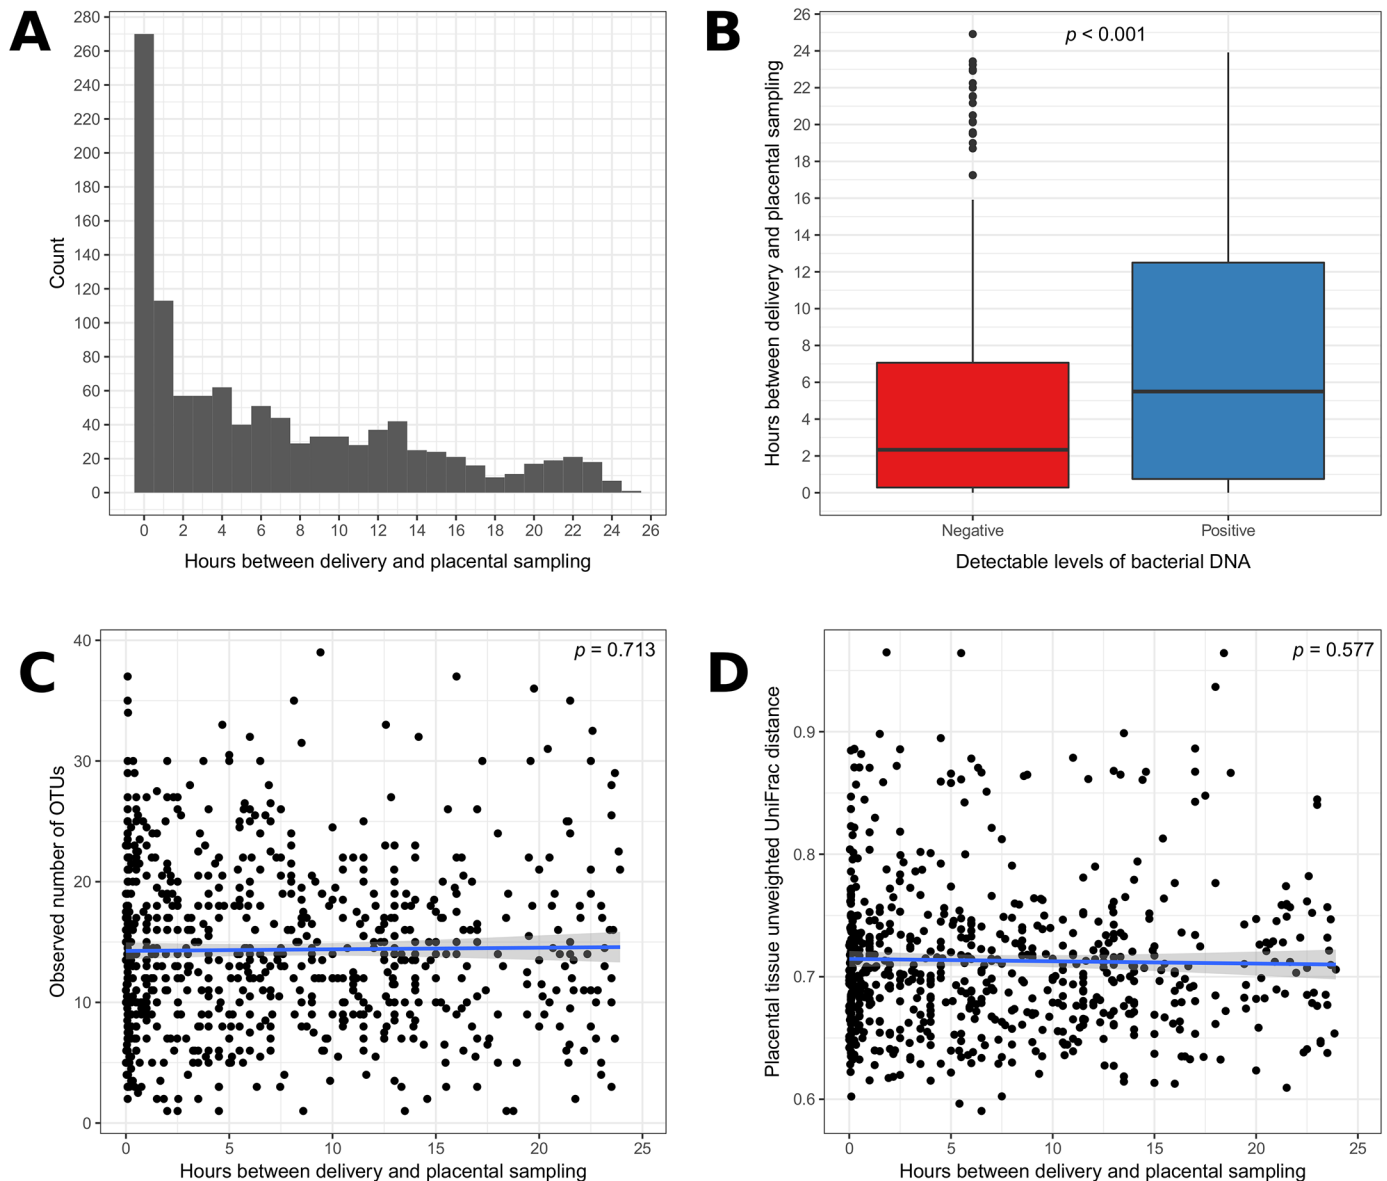 A
280
260
240
220
200
180
160
140
120
100
80
60
40
20
0
Count
0 2 4 6 8 10 12 14 16 18 20 22 24 26
Hours between delivery and placental sampling
B
p < 0.001
26
24
22
20
18
16
14
12
10
8
6
4
2
0
Hours between delivery and placental sampling
Negative Positive
Detectable levels of bacterial DNA
C
p = 0.713
40
30
20
10
0
Observed number of OTUs
0 5 10 15 20 25
Hours between delivery and placental sampling
D
p = 0.577
0.9
0.8
0.7
0.6
Placental tissue unweighted UniFrac distance
0 5 10 15 20 25
Hours between delivery and placental sampling